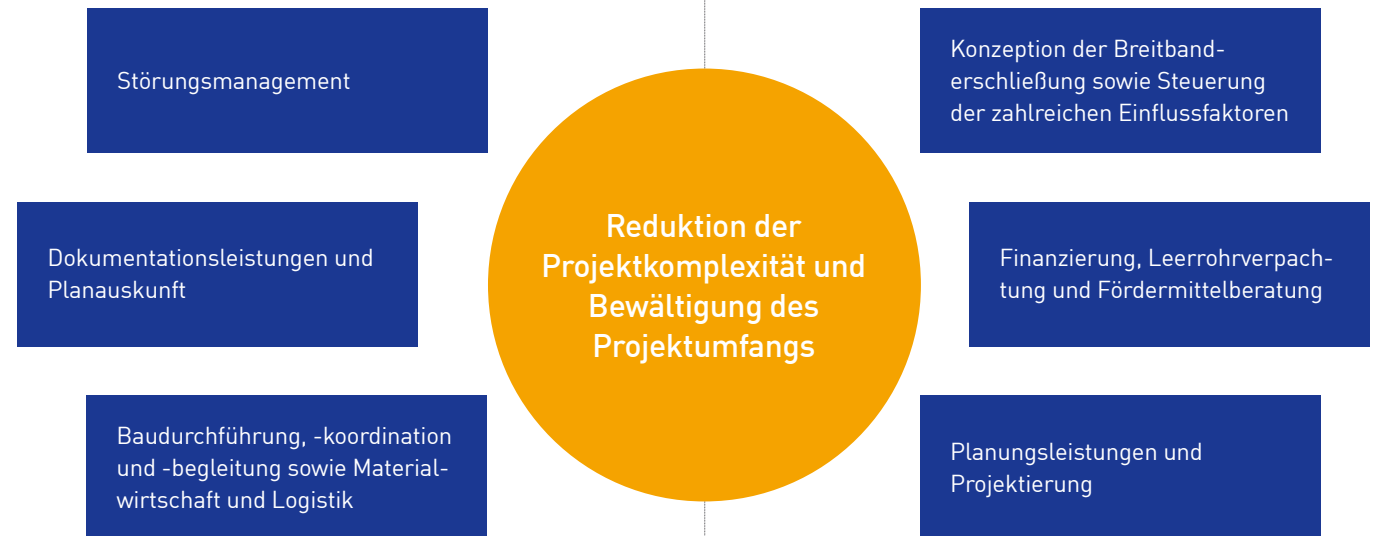 Störungsmanagement
Dokumentationsleistungen und
Planauskunft
Baudurchführung, -koordination
und -begleitung sowie Material-
wirtschaft und Logistik
Reduktion der
Projektkomplexität und
Bewältigung des
Projektumfangs
Konzeption der Breitband-
erschließung sowie Steuerung
der zahlreichen Einflussfaktoren
Finanzierung, Leerrohrverpach-
tung und Fördermittelberatung
Planungsleistungen und
Projektierung